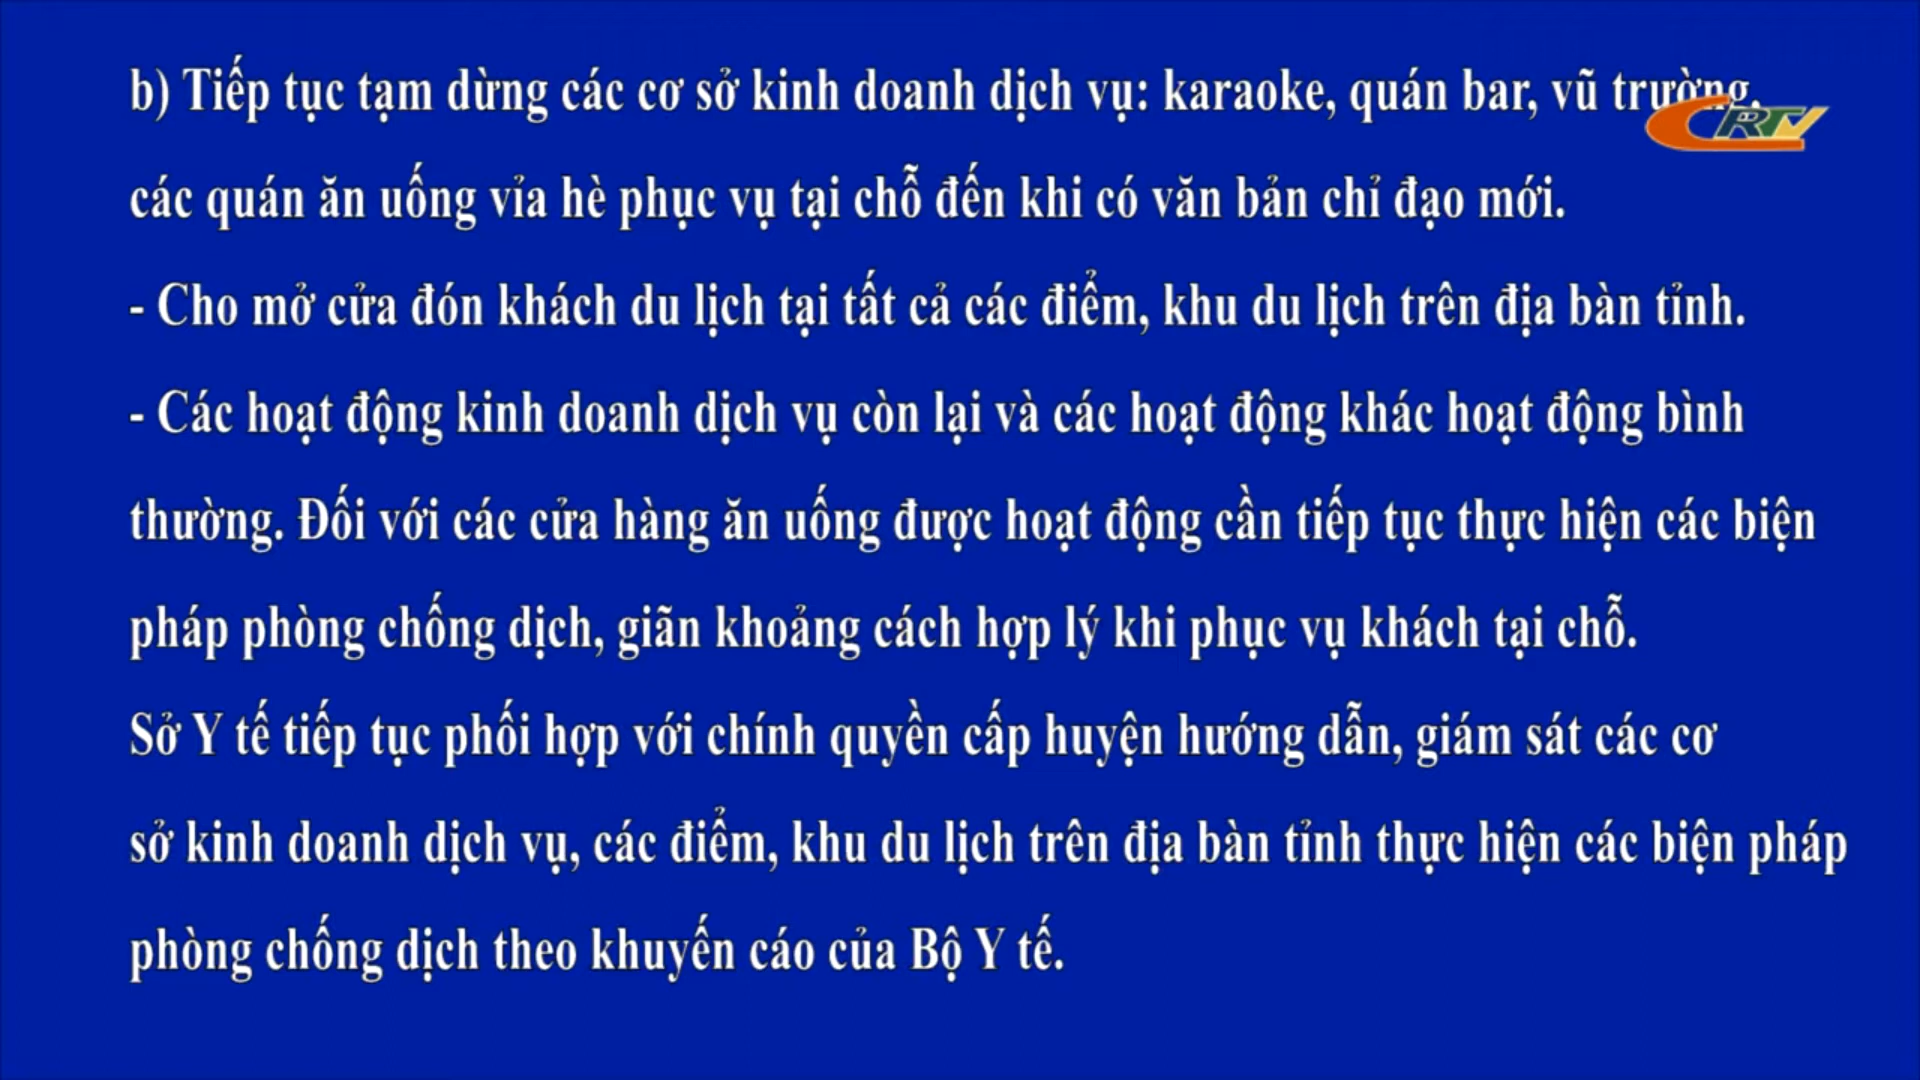 b) Tiếp tục tạm dừng các cơ sở kinh doanh dịch vụ: karaoke, quán bar, vũ trường,
CRTV
các quán ăn uống vỉa hè phục vụ tại chỗ đến khi có văn bản chỉ đạo mới.
- Cho mở cửa đón khách du lịch tại tất cả các điểm, khu du lịch trên địa bàn tỉnh.
- Các hoạt động kinh doanh dịch vụ còn lại và các hoạt động khác hoạt động bình
thường. Đối với các cửa hàng ăn uống được hoạt động cần tiếp tục thực hiện các biện
pháp phòng chống dịch, giãn khoảng cách hợp lý khi phục vụ khách tại chỗ.
Sở Y tế tiếp tục phối hợp với chính quyền cấp huyện hướng dẫn, giám sát các cơ
sở kinh doanh dịch vụ, các điểm, khu du lịch trên địa bàn tỉnh thực hiện các biện pháp
phòng chống dịch theo khuyến cáo của Bộ Y tế.